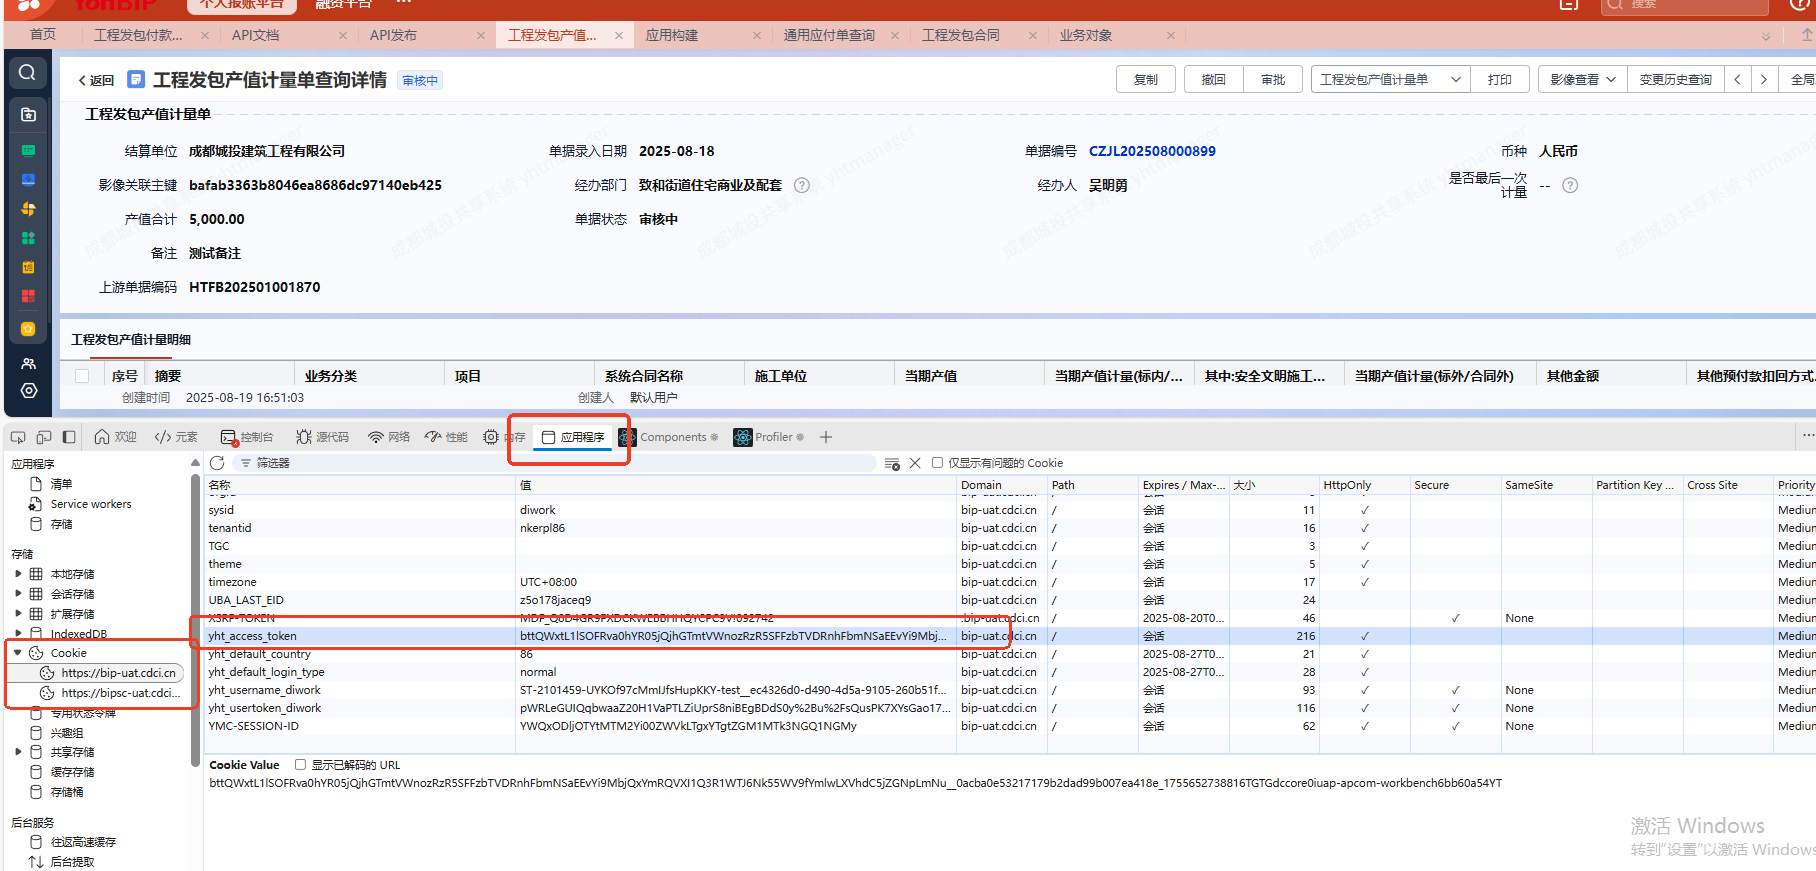 YonBIP 个人报账平台 融资平台 ··· 搜索
首页 工程发包付款... API文档 API发布 工程发包产值... 应用构建 通用应付单查询 工程发包合同 业务对象
返回 工程发包产值计量单查询详情 审核中 复制 撤回 审批 工程发包产值计量单 打印 影像查看 变更历史查询 全局
工程发包产值计量单
结算单位 成都城投建筑工程有限公司 单据录入日期 2025-08-18 单据编号 CZJL202508000899 币种 人民币
影像关联主键 bafab3363b8046ea8686dc97140eb425 经办部门 致和街道住宅商业及配套 经办人 吴明勇 是否最后一次计量 --
产值合计 5,000.00 单据状态 审核中
备注 测试备注
上游单据编码 HTFB202501001870
成都城投共享系统 yhtmanager
工程发包产值计量明细
序号 摘要 业务分类 项目 系统合同名称 施工单位 当期产值 当期产值计量(标内/... 其中:安全文明施工... 当期产值计量(标外/合同外) 其他金额 其他预付款扣回方式
创建时间 2025-08-19 16:51:03 创建人 默认用户
欢迎 元素 控制台 源代码 网络 性能 内存 应用程序 Components Profiler
应用程序 筛选器 仅显示有问题的 Cookie
清单
Service workers
存储
存储
本地存储
会话存储
扩展存储
IndexedDB
Cookie
https://bip-uat.cdci.cn
https://bipsc-uat.cdci...
专用状态令牌
兴趣组
共享存储
缓存存储
存储桶
后台服务
往返高速缓存
后台提取
名称 值 Domain Path Expires / Max-... 大小 HttpOnly Secure SameSite Partition Key ... Cross Site Priority
sysid diwork bip-uat.cdci.cn / 会话 11 ✓ Medium
tenantid nkerpl86 bip-uat.cdci.cn / 会话 16 ✓ Medium
TGC bip-uat.cdci.cn / 会话 3 ✓ Medium
theme bip-uat.cdci.cn / 会话 5 ✓ Medium
timezone UTC+08:00 bip-uat.cdci.cn / 会话 17 ✓ Medium
UBA_LAST_EID z5o178jaceq9 bip-uat.cdci.cn / 会话 24 Medium
XSRF-TOKEN MDF_Q8D4GR9FXDCKWEBBHHQYCFC9V!092742 .bip-uat.cdci.cn / 2025-08-20T0... 46 ✓ None Medium
yht_access_token bttQWxtL1lSOFRva0hYR05jQjhGTmtVWnozRzR5SFFzbTVDRnhFbmNSaEEvYi9Mbj... bip-uat.cdci.cn / 会话 216 ✓ Medium
yht_default_country 86 bip-uat.cdci.cn / 2025-08-27T0... 21 ✓ Medium
yht_default_login_type normal bip-uat.cdci.cn / 2025-08-27T0... 28 ✓ Medium
yht_username_diwork ST-2101459-UYKOf97cMmIJfsHupKKY-test__ec4326d0-d490-4d5a-9105-260b51f... bip-uat.cdci.cn / 会话 93 ✓ ✓ None Medium
yht_usertoken_diwork pWRLeGUIQqbwaaZ20H1VaPTLZiUprS8niBEgBDdS0y%2Bu%2FsQusPK7XYsGao17... bip-uat.cdci.cn / 会话 116 ✓ ✓ None Medium
YMC-SESSION-ID YWQxODljOTYtMTM2Yi00ZWVkLTgxYTgtZGM1MTk3NGQ1NGMy bip-uat.cdci.cn / 会话 62 ✓ ✓ None Medium
Cookie Value 显示已解码的 URL
bttQWxtL1lSOFRva0hYR05jQjhGTmtVWnozRzR5SFFzbTVDRnhFbmNSaEEvYi9MbjQxYmRQVXI1Q3R1WTJ6Nk55WV9fYmlwLXVhdC5jZGNpLmNu__0acba0e53217179b2dad99b007ea418e_1755652738816TGTGdccore0iuap-apcom-workbench6bb60a54YT
激活 Windows
转到“设置”以激活 Windows